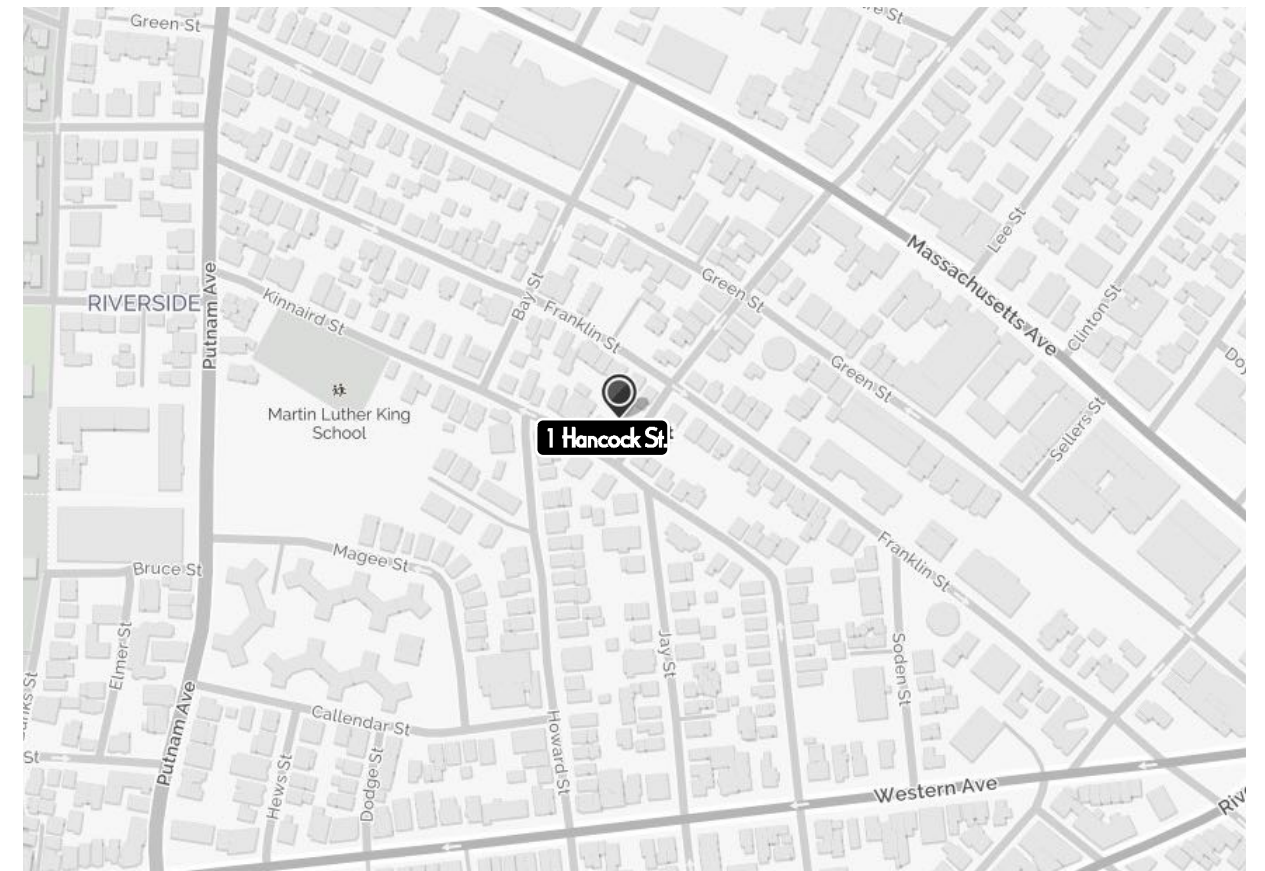 Green St
Lee St
Massachusetts Ave
Clinton St
Putnam Ave
RIVERSIDE
Kinnaird St
Bay St
Franklin St
Green St
Green St
Martin Luther King
School
1 Hancock St.
Sellers St
Bruce St
Magee St
Franklin St
Elmer St
Jay St
Soden St
Putnam Ave
Callendar St
Howard St
Hews St
Dodge St
St
Western Ave